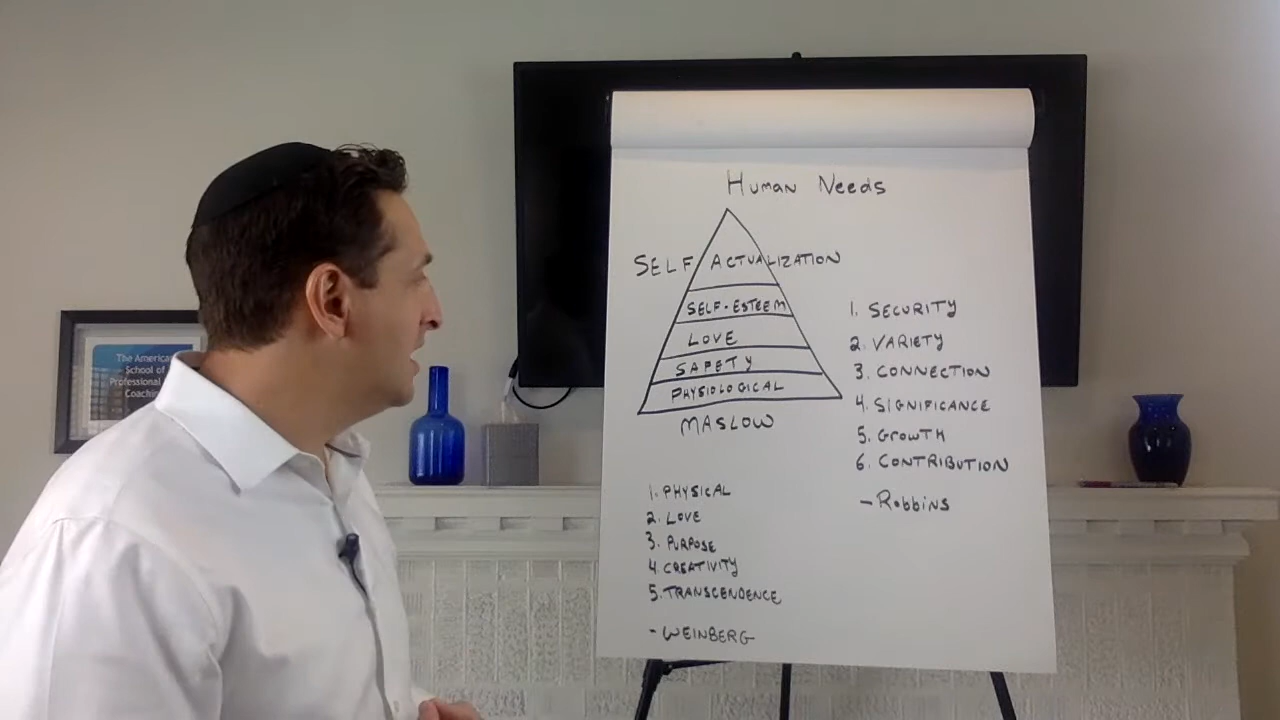 The American
School of
Professional
Coaching
Human Needs
SELF ACTUALIZATION
SELF-ESTEEM
LOVE
SAFETY
PHYSIOLOGICAL
MASLOW
1. SECURITY
2. VARIETY
3. CONNECTION
4. SIGNIFICANCE
5. GROWTH
6. CONTRIBUTION
- Robbins
1. PHYSICAL
2. LOVE
3. PURPOSE
4. CREATIVITY
5. TRANSCENDENCE
- WEINBERG